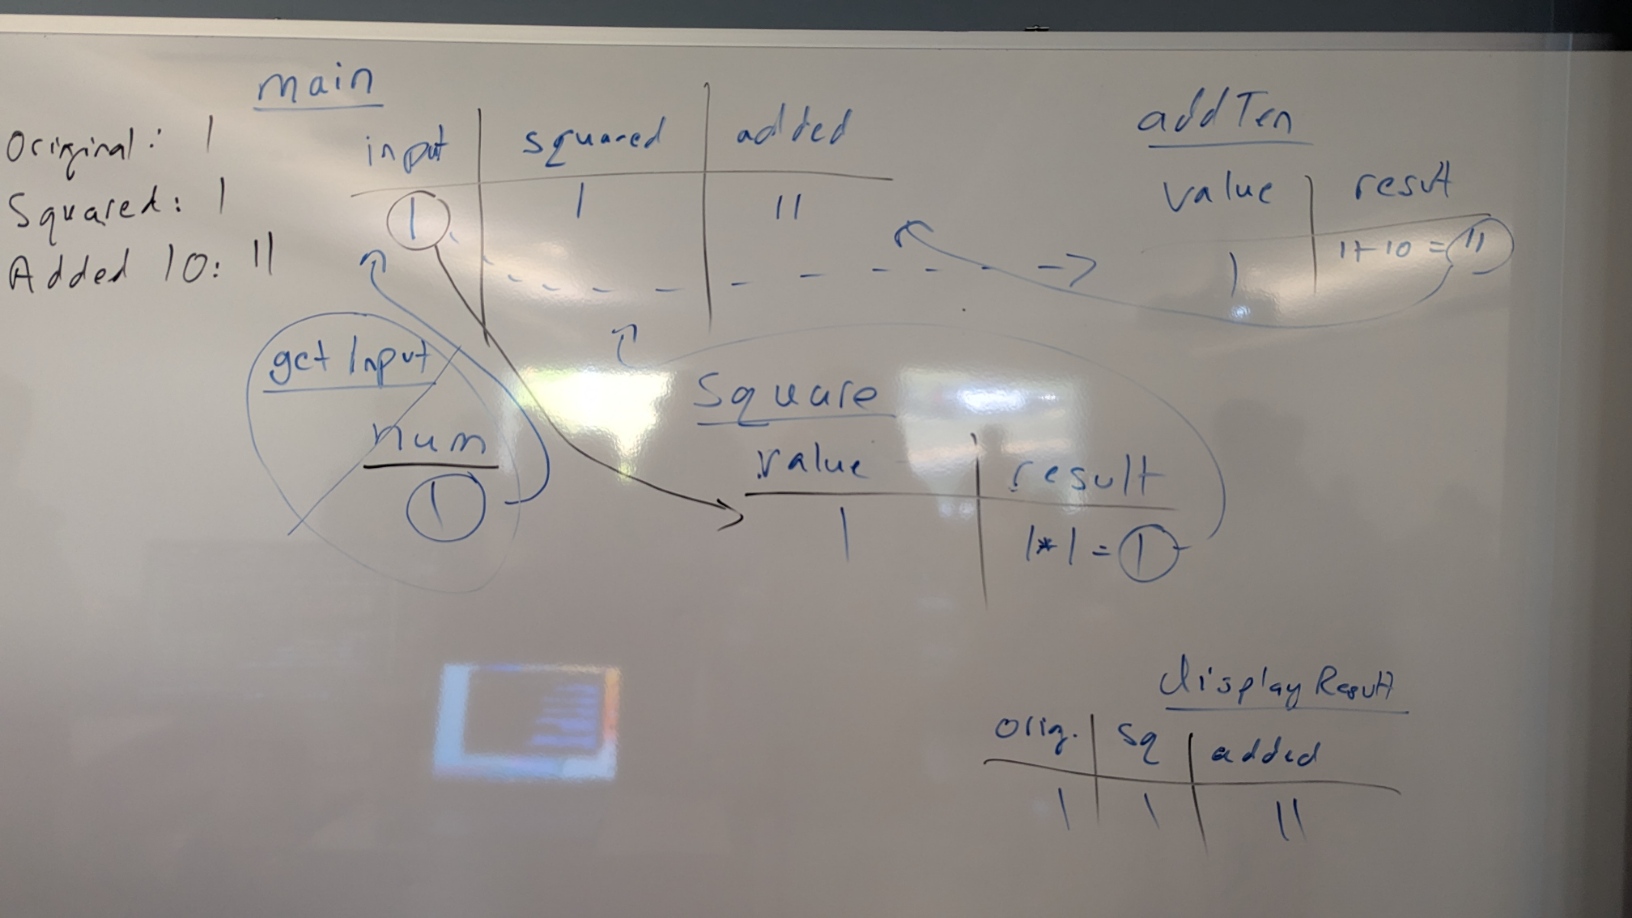 main
input squared added
1 1 11
Original: 1
Squared: 1
Added 10: 11
addTen
value result
1 1+10 = 11
getInput
num
1
Square
value result
1 1*1 = 1
displayResult
orig. sq added
1 1 11